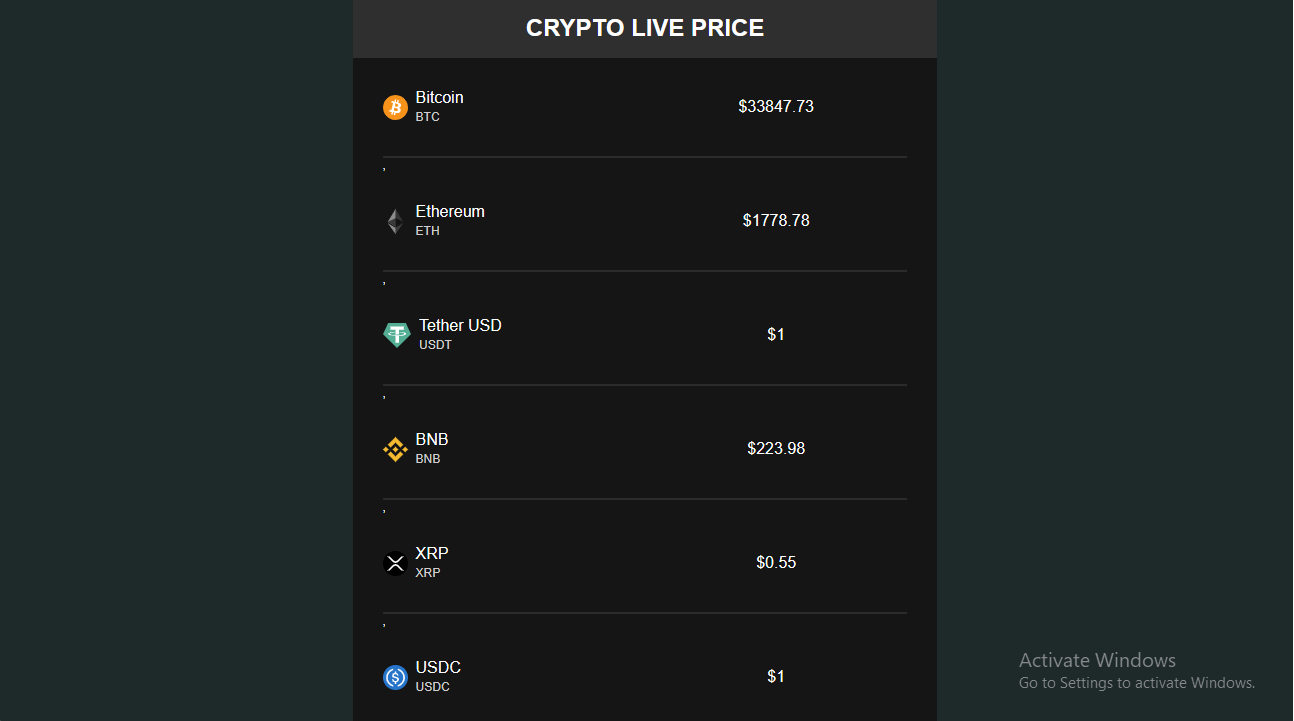 CRYPTO LIVE PRICE
Bitcoin
BTC
$33847.73
,
Ethereum
ETH
$1778.78
,
Tether USD
USDT
$1
,
BNB
BNB
$223.98
,
XRP
XRP
$0.55
,
USDC
USDC
$1
Activate Windows
Go to Settings to activate Windows.